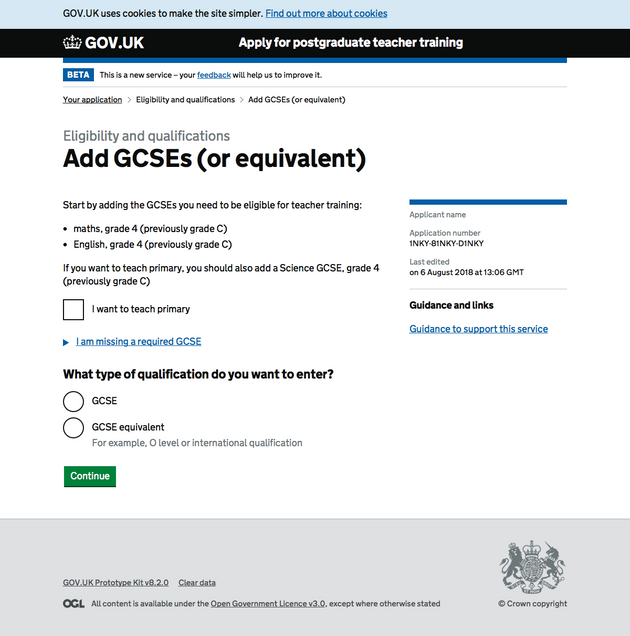 GOV.UK uses cookies to make the site simpler. Find out more about cookies
GOV.UK Apply for postgraduate teacher training
BETA This is a new service – your feedback will help us to improve it.
Your application > Eligibility and qualifications > Add GCSEs (or equivalent)
Eligibility and qualifications
Add GCSEs (or equivalent)
Start by adding the GCSEs you need to be eligible for teacher training:
• maths, grade 4 (previously grade C)
• English, grade 4 (previously grade C)
If you want to teach primary, you should also add a Science GCSE, grade 4
(previously grade C)
I want to teach primary
I am missing a required GCSE
What type of qualification do you want to enter?
GCSE
GCSE equivalent
For example, O level or international qualification
Continue
Applicant name
Application number
1NKY-81NKY-D1NKY
Last edited
on 6 August 2018 at 13:06 GMT
Guidance and links
Guidance to support this service
GOV.UK Prototype Kit v8.2.0 Clear data
OGL All content is available under the Open Government Licence v3.0, except where otherwise stated
© Crown copyright